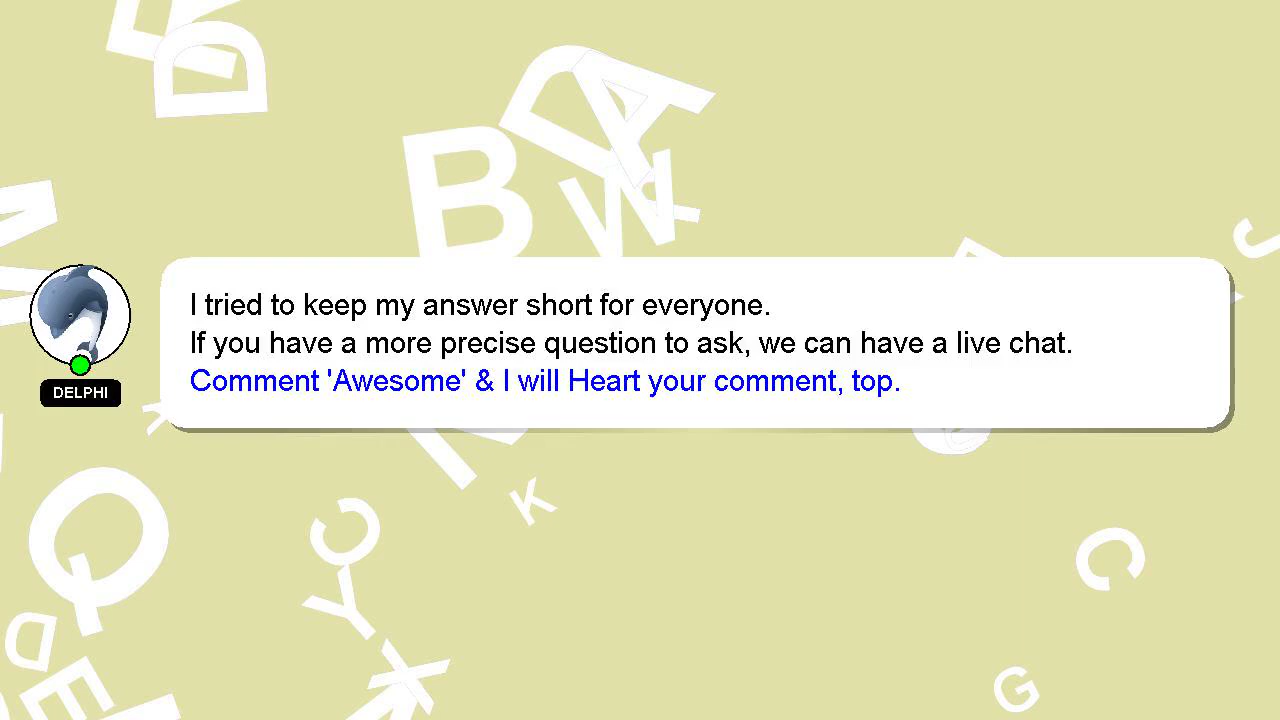 I tried to keep my answer short for everyone.
If you have a more precise question to ask, we can have a live chat.
Comment 'Awesome' & I will Heart your comment, top.
DELPHI